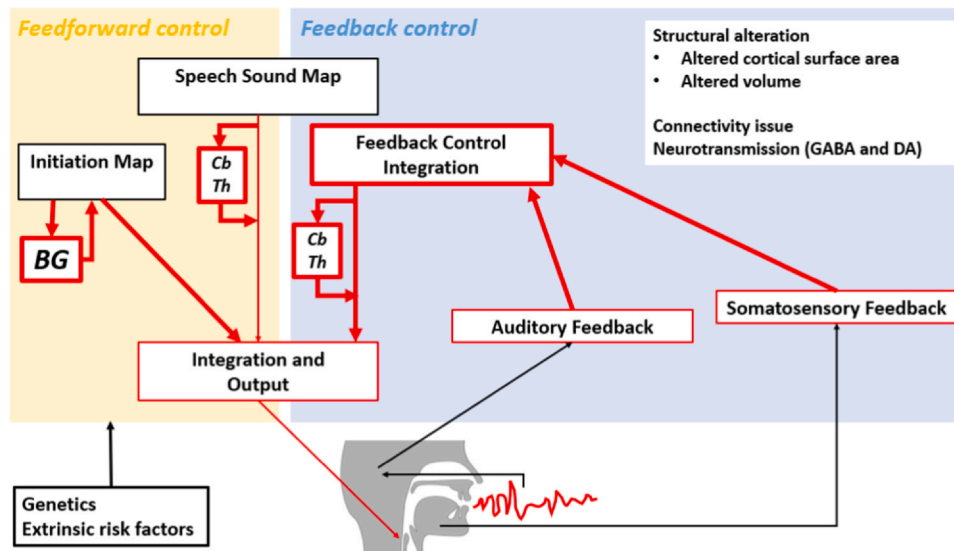 Feedforward control
Feedback control
Speech Sound Map
Structural alteration
• Altered cortical surface area
• Altered volume
Connectivity issue
Neurotransmission (GABA and DA)
Initiation Map
Cb
Th
Feedback Control
Integration
BG
Cb
Th
Auditory Feedback
Somatosensory Feedback
Integration and
Output
Genetics
Extrinsic risk factors